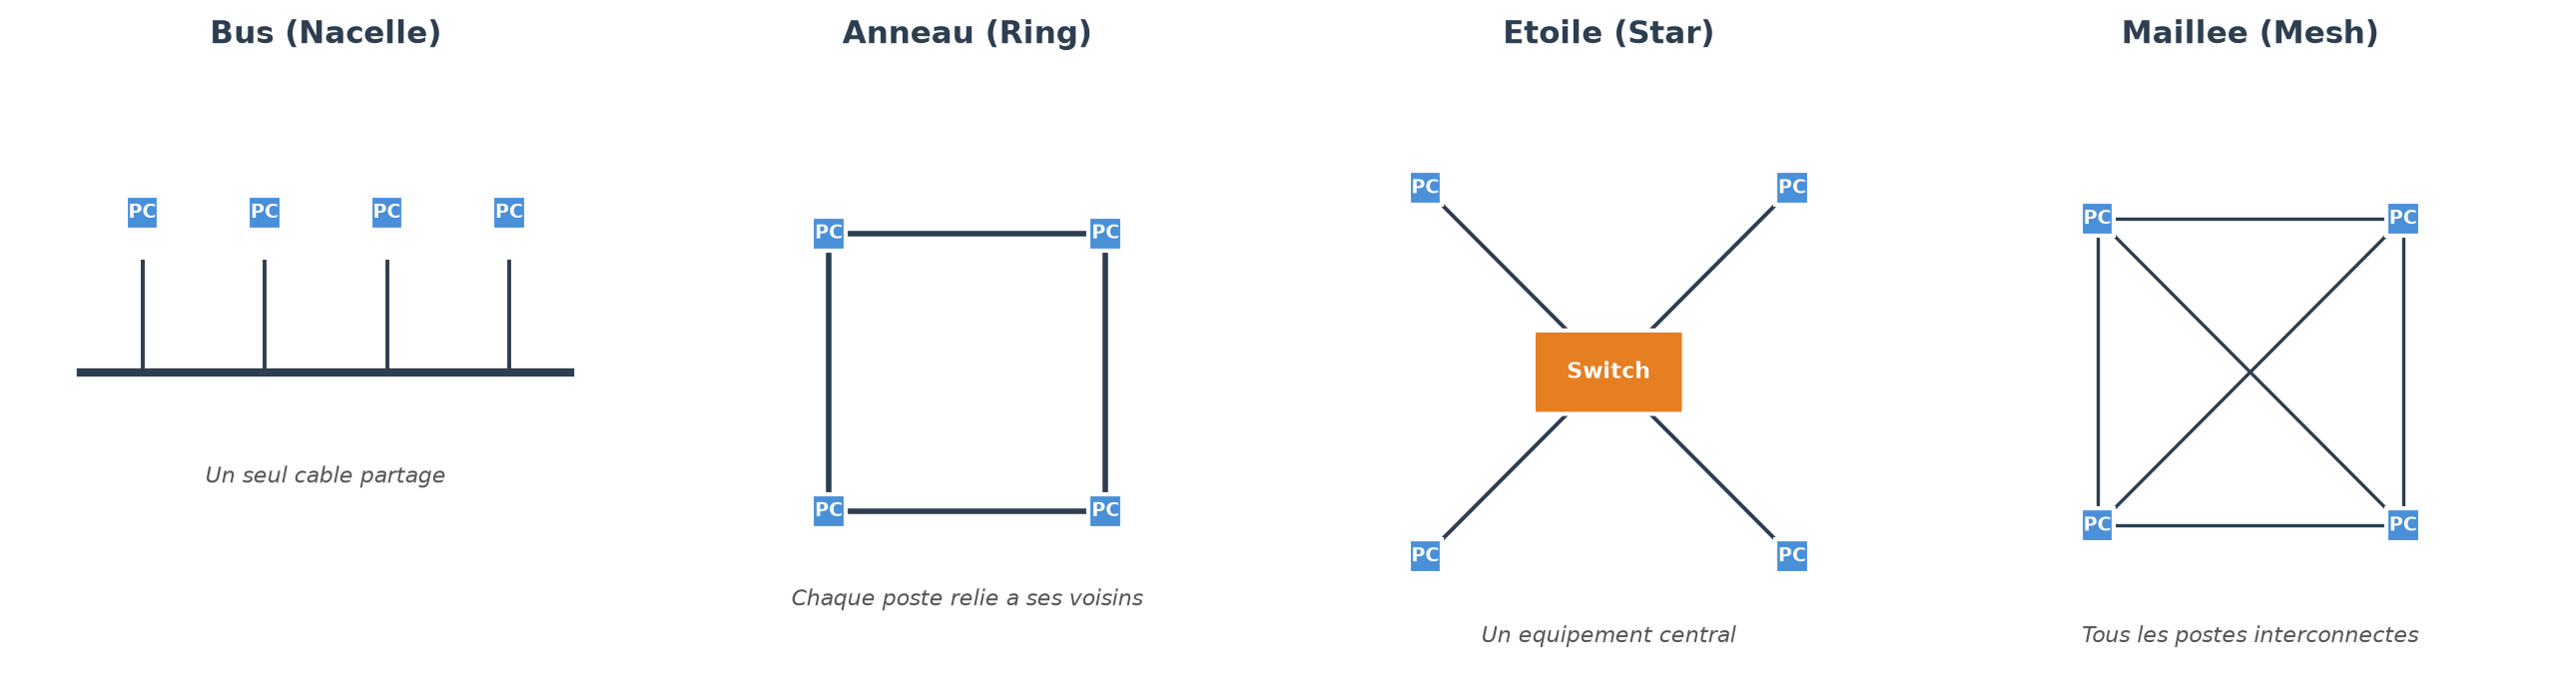 Bus (Nacelle)
PC
PC
PC
PC
Un seul cable partage
Anneau (Ring)
PC
PC
PC
PC
Chaque poste relie a ses voisins
Etoile (Star)
PC
PC
Switch
PC
PC
Un equipement central
Maillee (Mesh)
PC
PC
PC
PC
Tous les postes interconnectes